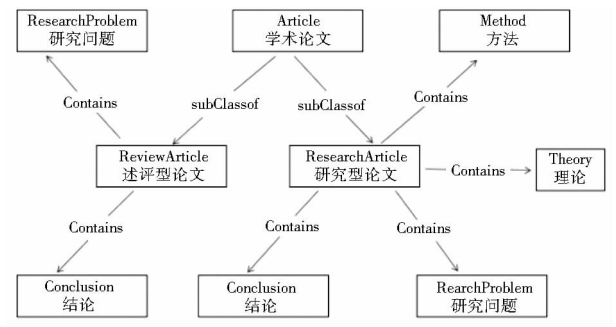 ResearchProblem
研究问题
Article
学术论文
Method
方法
Contains
subClassof
subClassof
Contains
ReviewArticle
述评型论文
ResearchArticle
研究型论文
Contains
Theory
理论
Contains
Contains
Contains
Conclusion
结论
Conclusion
结论
RearchProblem
研究问题